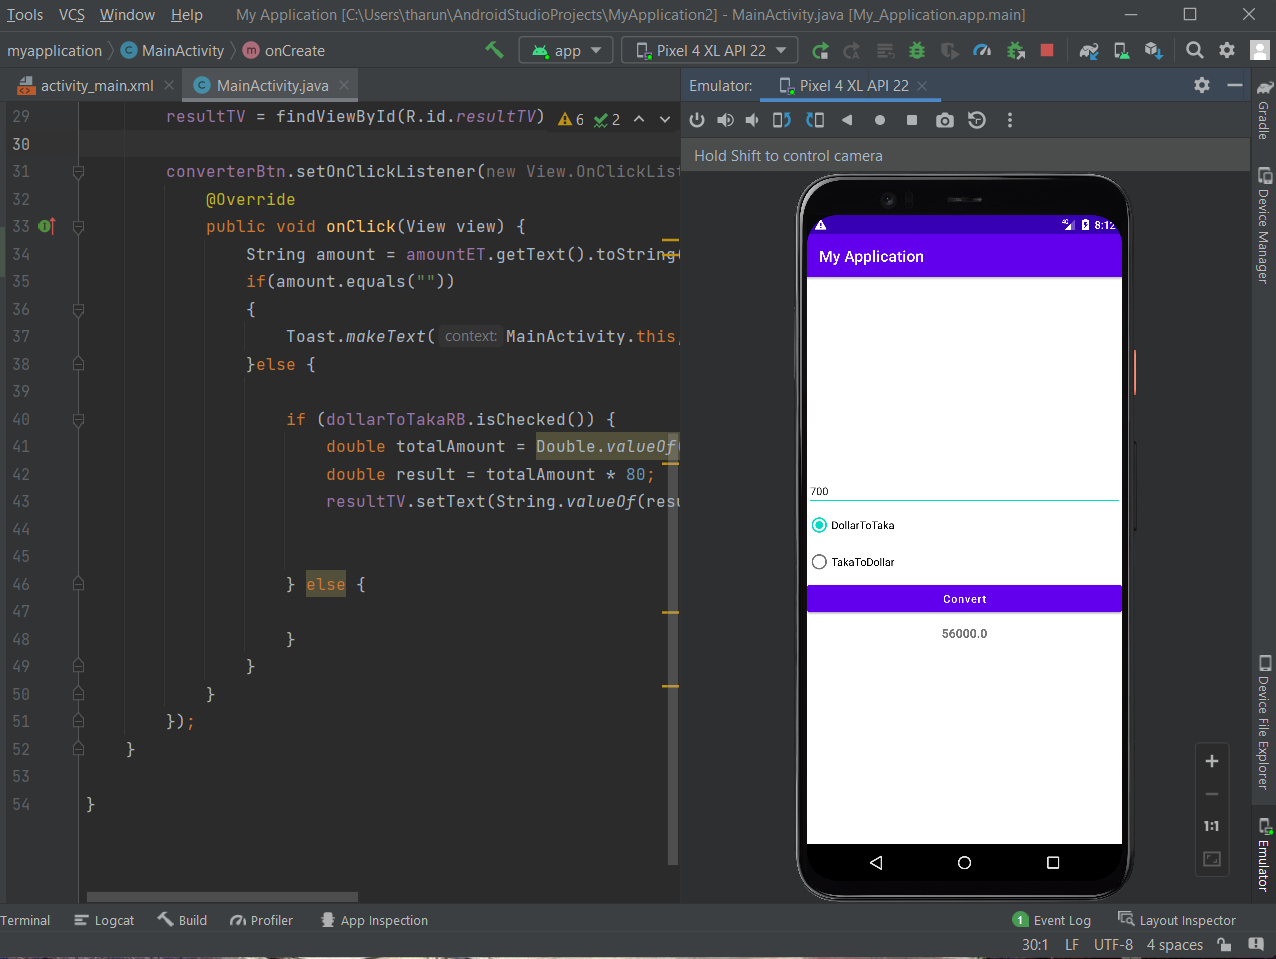 Tools VCS Window Help My Application [C:\Users\tharun\AndroidStudioProjects\MyApplication2] - MainActivity.java [My_Application.app.main]
myapplication MainActivity onCreate app Pixel 4 XL API 22
activity_main.xml MainActivity.java Emulator: Pixel 4 XL API 22
29 resultTV = findViewById(R.id.resultTV) 6 2
30
31 converterBtn.setOnClickListener(new View.OnClickList
32 @Override
33 public void onClick(View view) {
34 String amount = amountET.getText().toString(
35 if(amount.equals(""))
36 {
37 Toast.makeText( context: MainActivity.this,
38 }else {
39
40 if (dollarToTakaRB.isChecked()) {
41 double totalAmount = Double.valueOf(
42 double result = totalAmount * 80;
43 resultTV.setText(String.valueOf(resu
44
45
46 } else {
47
48 }
49 }
50 }
51 });
52 }
53
54 }
Hold Shift to control camera
4G 8:12
My Application
700
DollarToTaka
TakaToDollar
Convert
56000.0
1:1
Gradle
Device Manager
Device File Explorer
Emulator
Terminal Logcat Build Profiler App Inspection 1 Event Log Layout Inspector
30:1 LF UTF-8 4 spaces